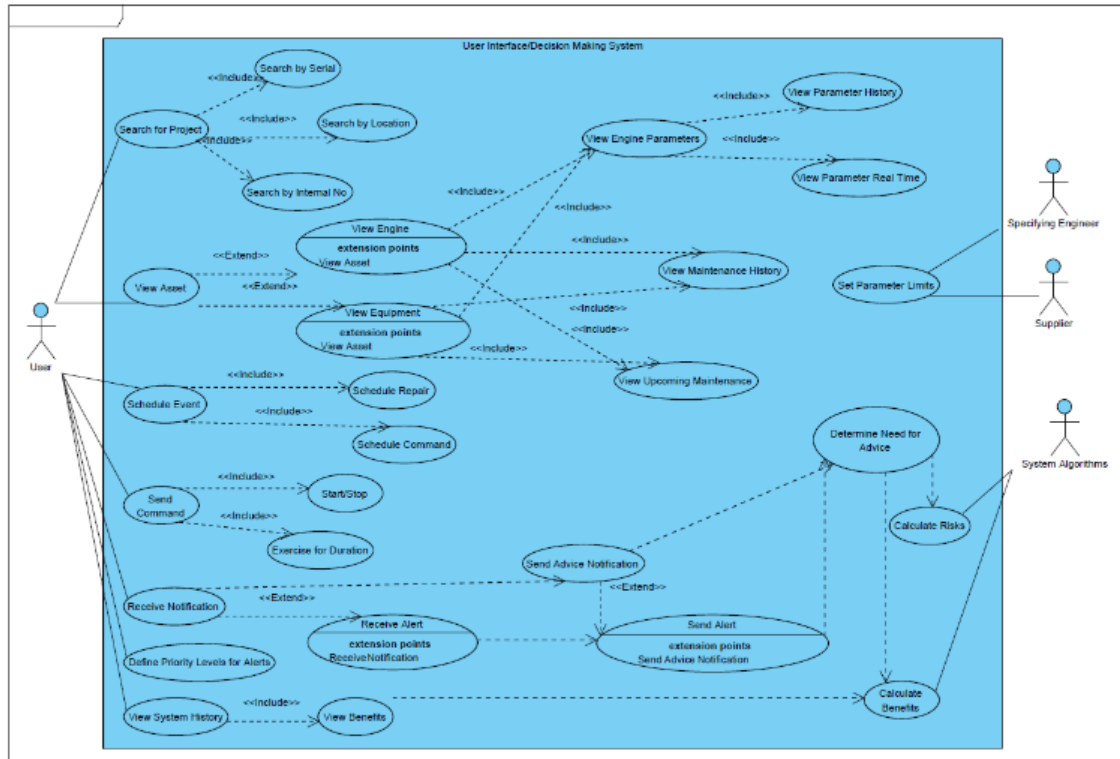 User Interface/Decision Making System
Search by Serial
<<Include>>
View Parameter History
<<Include>>
Search for Project
<<Include>>
Search by Location
<<Include>>
View Engine Parameters
<<Include>>
View Parameter Real Time
Search by Internal No
<<Include>>
<<Include>>
View Engine
extension points
View Asset
<<Extend>>
<<Include>>
View Maintenance History
View Asset
<<Extend>>
Set Parameter Limits
Specifying Engineer
Supplier
User
View Equipment
extension points
View Asset
<<Include>>
<<Include>>
<<Include>>
View Upcoming Maintenance
<<Include>>
Schedule Repair
Schedule Event
<<Include>>
Schedule Command
Determine Need for
Advice
System Algorithms
<<Include>>
Start/Stop
Send
Command
<<Include>>
Exercise for Duration
Calculate Risks
Send Advice Notification
<<Extend>>
Receive Notification
<<Extend>>
Receive Alert
extension points
ReceiveNotification
Send Alert
extension points
Send Advice Notification
Define Priority Levels for Alerts
<<Include>>
View System History
View Benefits
Calculate
Benefits